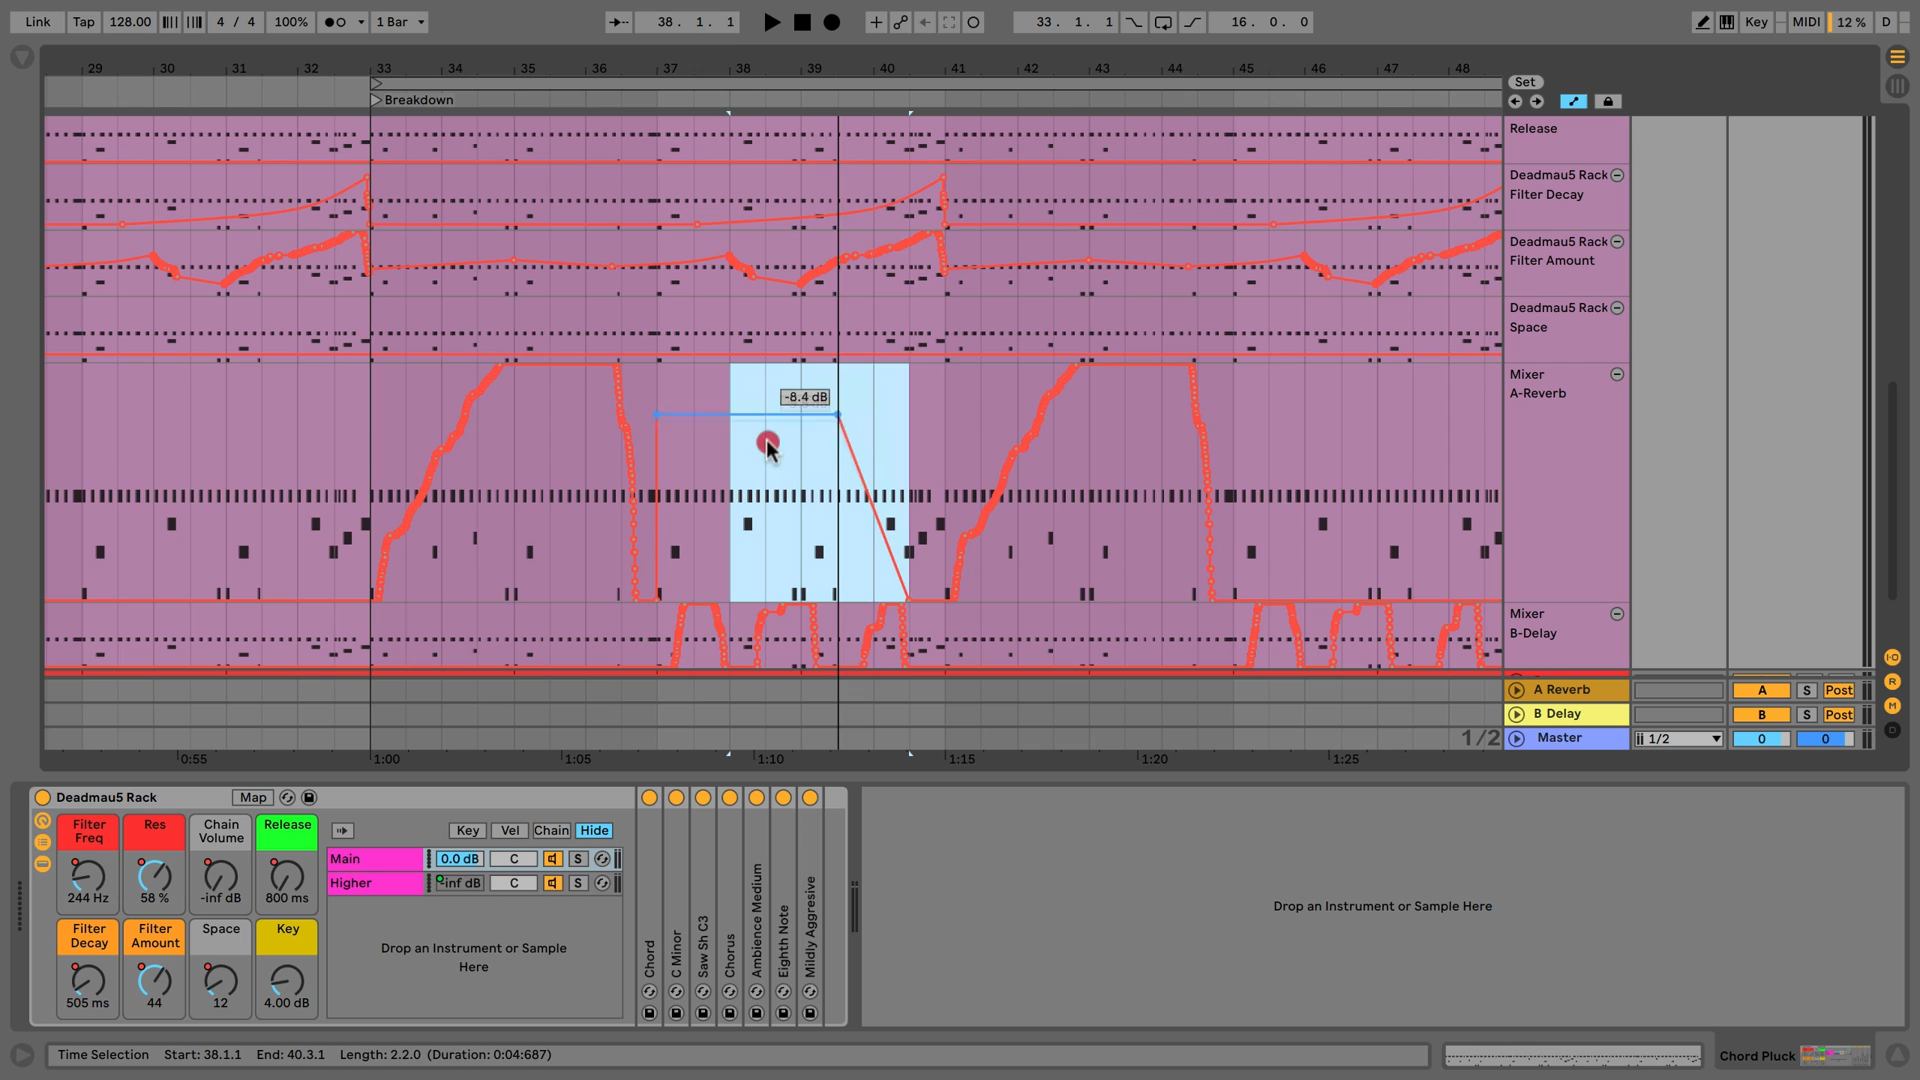 Link Tap 128.00 4 / 4 100% 1 Bar 38. 1. 1 33. 1. 1 16. 0. 0 Key MIDI 12 % D
29 30 31 32 33 34 35 36 37 38 39 40 41 42 43 44 45 46 47 48
Set
Breakdown
Release
Deadmau5 Rack
Filter Decay
Deadmau5 Rack
Filter Amount
Deadmau5 Rack
Space
Mixer
A-Reverb
-8.4 dB
Mixer
B-Delay
A Reverb A S Post
B Delay B S Post
1/2 Master 1/2 0 0
0:55 1:00 1:05 1:10 1:15 1:20 1:25
I·O
R
M
D
Deadmau5 Rack Map
Filter Freq
244 Hz
Res
58 %
Chain Volume
-inf dB
Release
800 ms
Filter Decay
505 ms
Filter Amount
44
Space
12
Key
4.00 dB
Key Vel Chain Hide
Main 0.0 dB C S
Higher -inf dB C S
Drop an Instrument or Sample
Here
Chord
C Minor
Saw Sh C3
Chorus
Ambience Medium
Eighth Note
Mildly Aggresive
Drop an Instrument or Sample Here
Time Selection Start: 38.1.1 End: 40.3.1 Length: 2.2.0 (Duration: 0:04:687)
Chord Pluck